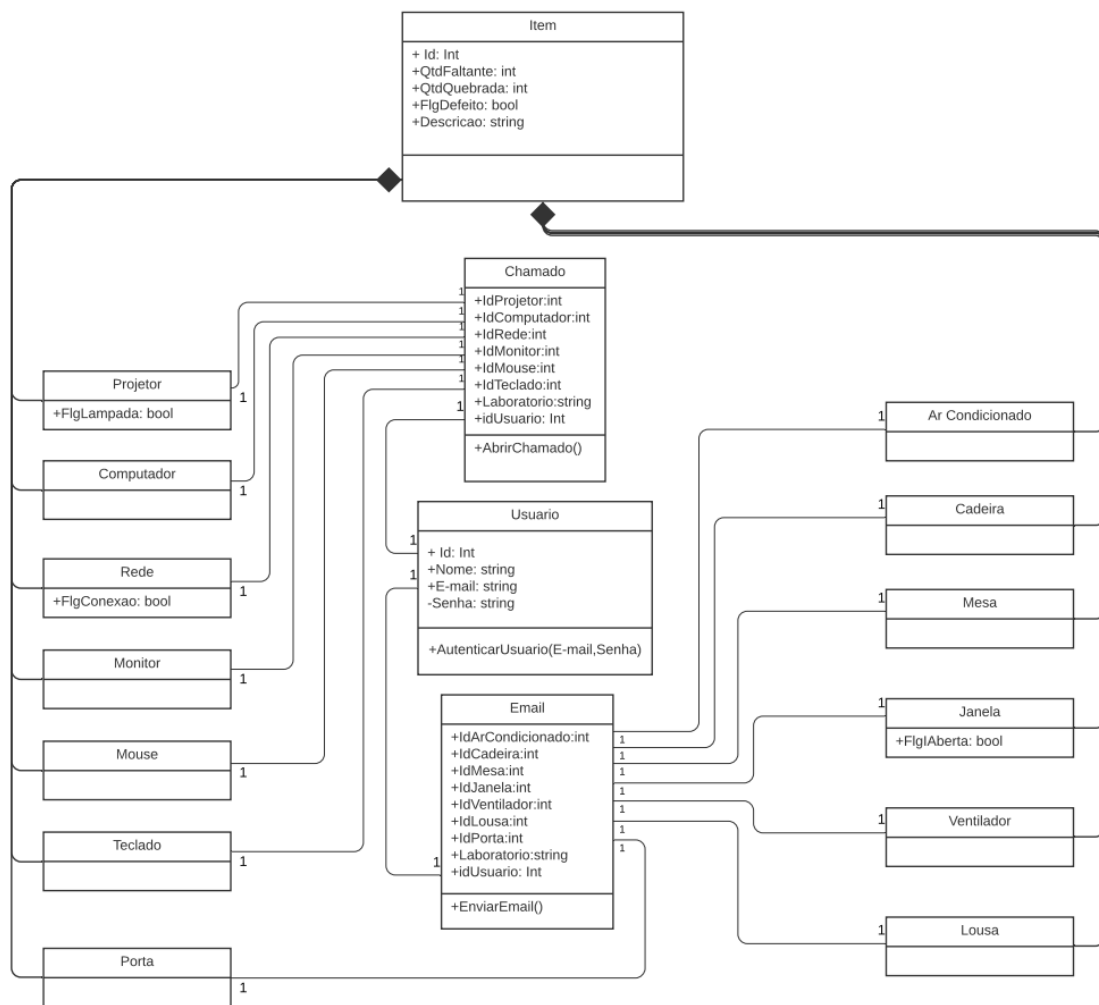 Item
+ Id: Int
+QtdFaltante: int
+QtdQuebrada: int
+FlgDefeito: bool
+Descricao: string
Chamado
+IdProjetor:int
+IdComputador:int
+IdRede:int
+IdMonitor:int
+IdMouse:int
+IdTeclado:int
+Laboratorio:string
+idUsuario: Int
+AbrirChamado()
1
1
1
1
1
1
1
Projetor
+FlgLampada: bool
1
Computador
1
Rede
+FlgConexao: bool
1
Monitor
1
Mouse
1
Teclado
1
Porta
1
Usuario
+ Id: Int
+Nome: string
+E-mail: string
-Senha: string
+AutenticarUsuario(E-mail,Senha)
1
1
Email
+IdArCondicionado:int
+IdCadeira:int
+IdMesa:int
+IdJanela:int
+IdVentilador:int
+IdLousa:int
+IdPorta:int
+Laboratorio:string
+idUsuario: Int
+EnviarEmail()
1
1
1
1
1
1
1
1
1 Ar Condicionado
1 Cadeira
1 Mesa
1 Janela
+FlgIAberta: bool
1 Ventilador
1 Lousa